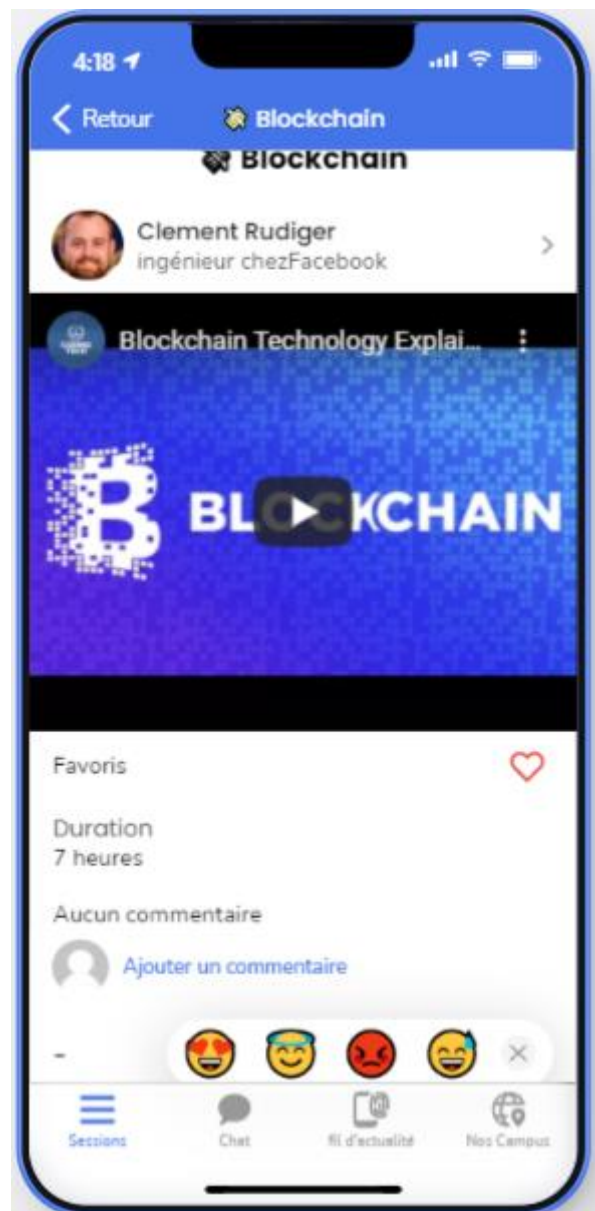 4:18
Retour
Blockchain
Blockchain
Clement Rudiger
ingénieur chezFacebook
Blockchain Technology Explai...
BLOCKCHAIN
Favoris
Duration
7 heures
Aucun commentaire
Ajouter un commentaire
-
Sessions
Chat
fil d'actualité
Nos Campus